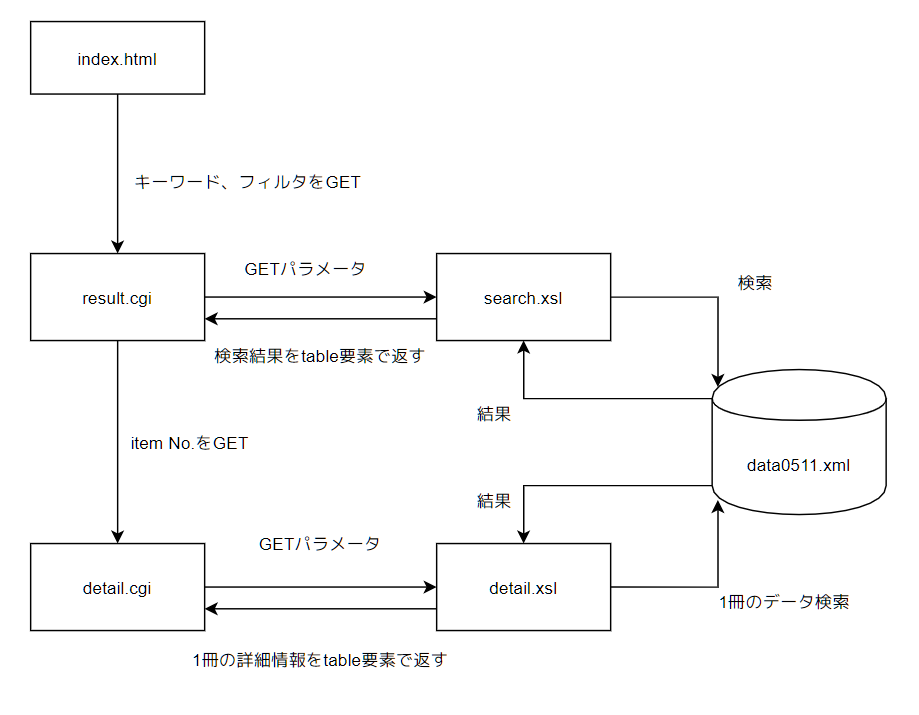 index.html
キーワード、フィルタをGET
GETパラメータ
result.cgi
search.xsl
検索
検索結果をtable要素で返す
結果
item No.をGET
data0511.xml
結果
GETパラメータ
detail.cgi
detail.xsl
1冊のデータ検索
1冊の詳細情報をtable要素で返す